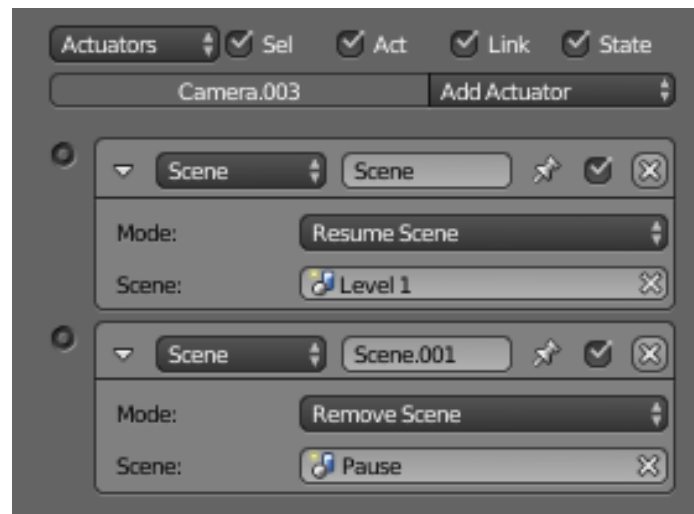 Actuators Sel Act Link State
Camera.003 Add Actuator
Scene Scene
Mode: Resume Scene
Scene: Level 1
Scene Scene.001
Mode: Remove Scene
Scene: Pause